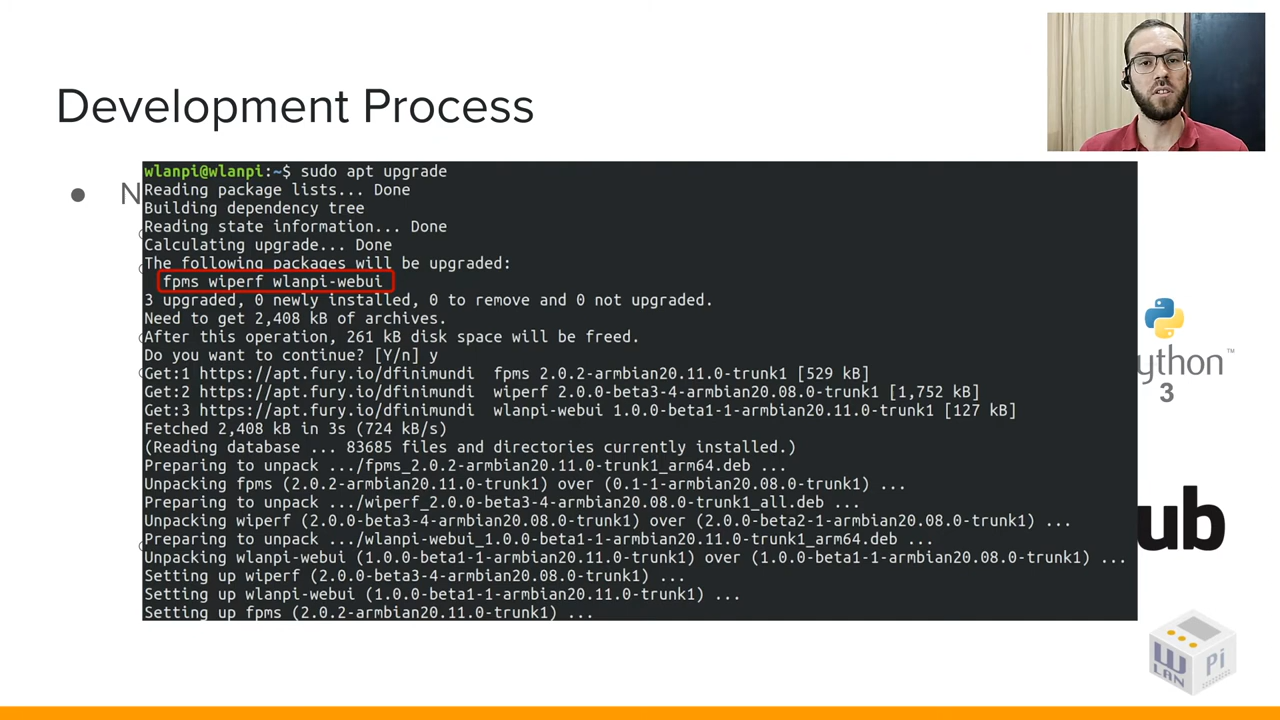 Development Process
● N
wlanpi@wlanpi:~$ sudo apt upgrade
Reading package lists... Done
Building dependency tree
Reading state information... Done
Calculating upgrade... Done
The following packages will be upgraded:
fpms wiperf wlanpi-webui
3 upgraded, 0 newly installed, 0 to remove and 0 not upgraded.
Need to get 2,408 kB of archives.
After this operation, 261 kB disk space will be freed.
Do you want to continue? [Y/n] y
Get:1 https://apt.fury.io/dfinimundi  fpms 2.0.2-armbian20.11.0-trunk1 [529 kB]
Get:2 https://apt.fury.io/dfinimundi  wiperf 2.0.0-beta3-4-armbian20.08.0-trunk1 [1,752 kB]
Get:3 https://apt.fury.io/dfinimundi  wlanpi-webui 1.0.0-beta1-1-armbian20.11.0-trunk1 [127 kB]
Fetched 2,408 kB in 3s (724 kB/s)
(Reading database ... 83685 files and directories currently installed.)
Preparing to unpack .../fpms_2.0.2-armbian20.11.0-trunk1_arm64.deb ...
Unpacking fpms (2.0.2-armbian20.11.0-trunk1) over (0.1-1-trunk1) ...
Preparing to unpack .../wiperf_2.0.0-beta3-4-armbian20.08.0-trunk1_all.deb ...
Unpacking wiperf (2.0.0-beta3-4-armbian20.08.0-trunk1) over (2.0.0-beta2-1-armbian20.08.0-trunk1) ...
Preparing to unpack .../wlanpi-webui_1.0.0-beta1-1-armbian20.11.0-trunk1_arm64.deb ...
Unpacking wlanpi-webui (1.0.0-beta1-1-armbian20.11.0-trunk1) over (1.0.0-beta1-1-armbian20.08.0-trunk1) ...
Setting up wiperf (2.0.0-beta3-4-armbian20.08.0-trunk1) ...
Setting up wlanpi-webui (1.0.0-beta1-1-armbian20.11.0-trunk1) ...
Setting up fpms (2.0.2-armbian20.11.0-trunk1) ...
ython™
3
ub
W
LAN
Pi